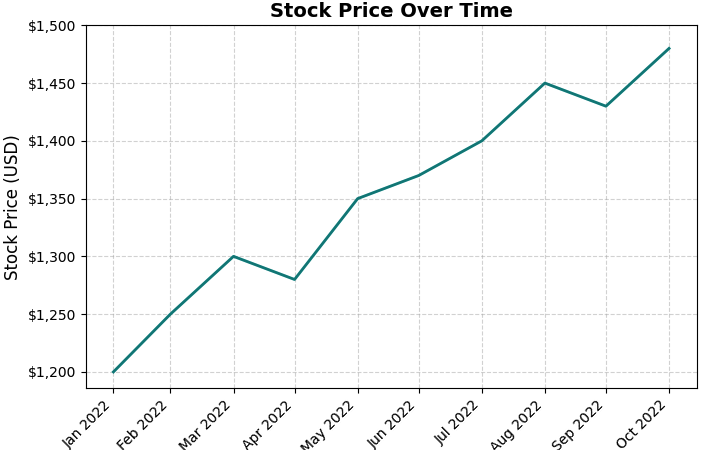 Stock Price Over Time
Stock Price (USD)
$1,500
$1,450
$1,400
$1,350
$1,300
$1,250
$1,200
Jan 2022
Feb 2022
Mar 2022
Apr 2022
May 2022
Jun 2022
Jul 2022
Aug 2022
Sep 2022
Oct 2022